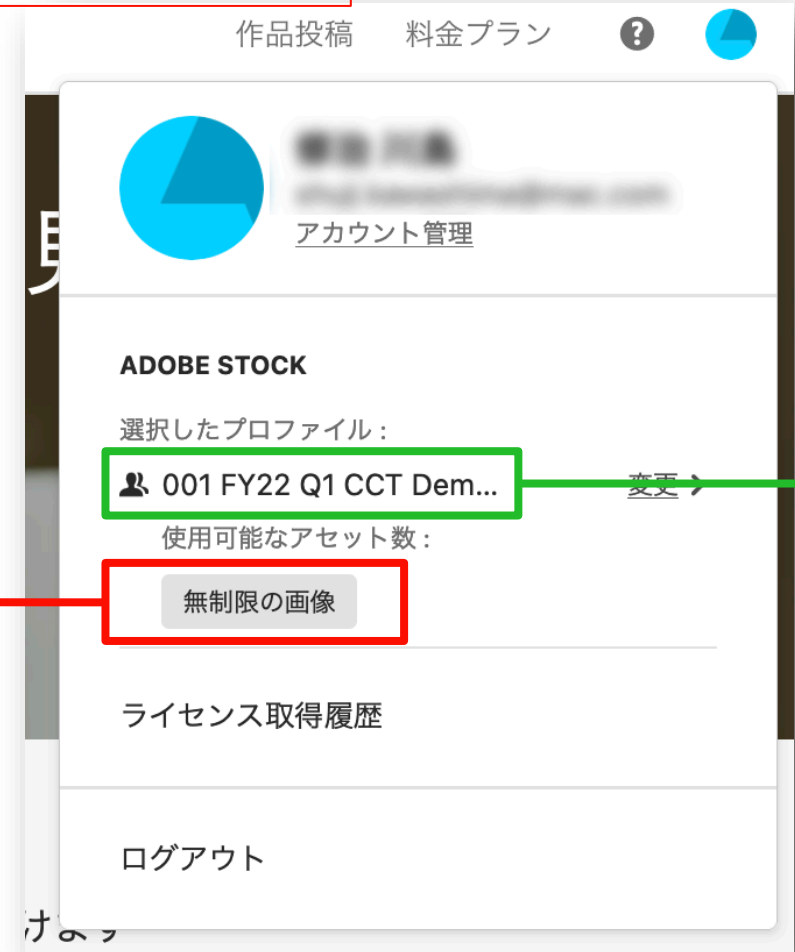 作品投稿 料金プラン ?
アカウント管理
ADOBE STOCK
選択したプロファイル :
001 FY22 Q1 CCT Dem... 変更
使用可能なアセット数 :
無制限の画像
ライセンス取得履歴
ログアウト
けます